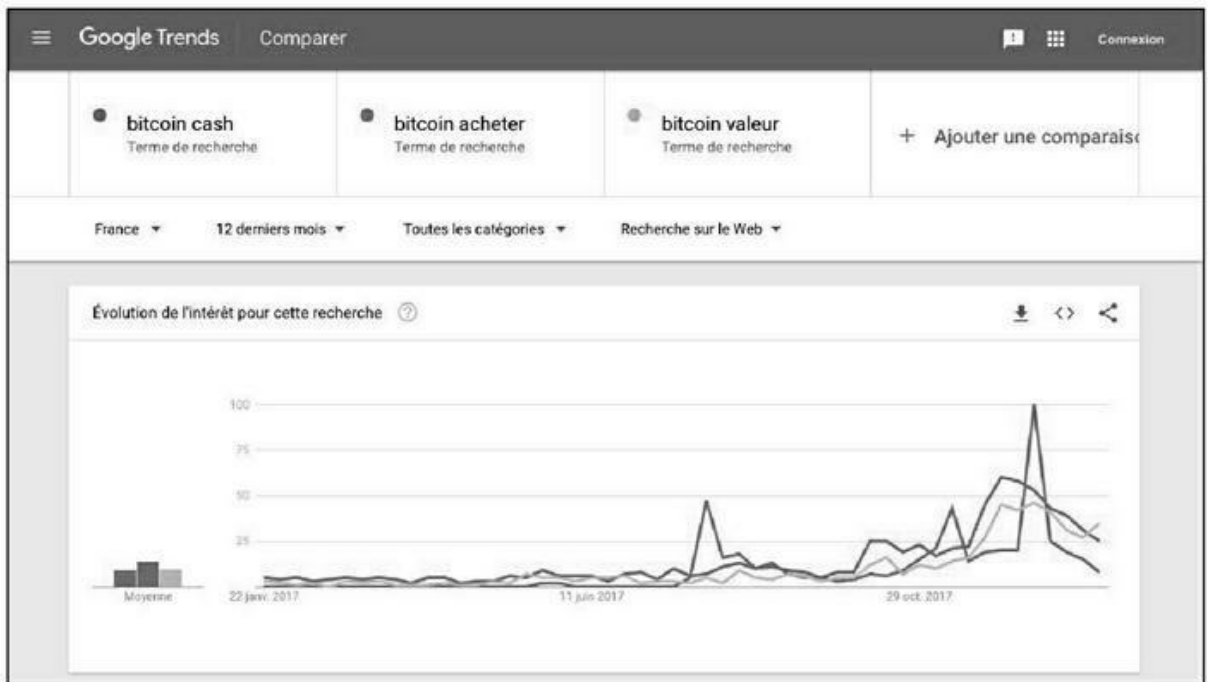 Google Trends Comparer Connexion
bitcoin cash bitcoin acheter bitcoin valeur
Terme de recherche Terme de recherche Terme de recherche
+ Ajouter une comparaiso
France 12 derniers mois Toutes les catégories Recherche sur le Web
Évolution de l'intérêt pour cette recherche ?
100
75
50
25
Moyenne 22 janv. 2017 11 juin 2017 29 oct. 2017